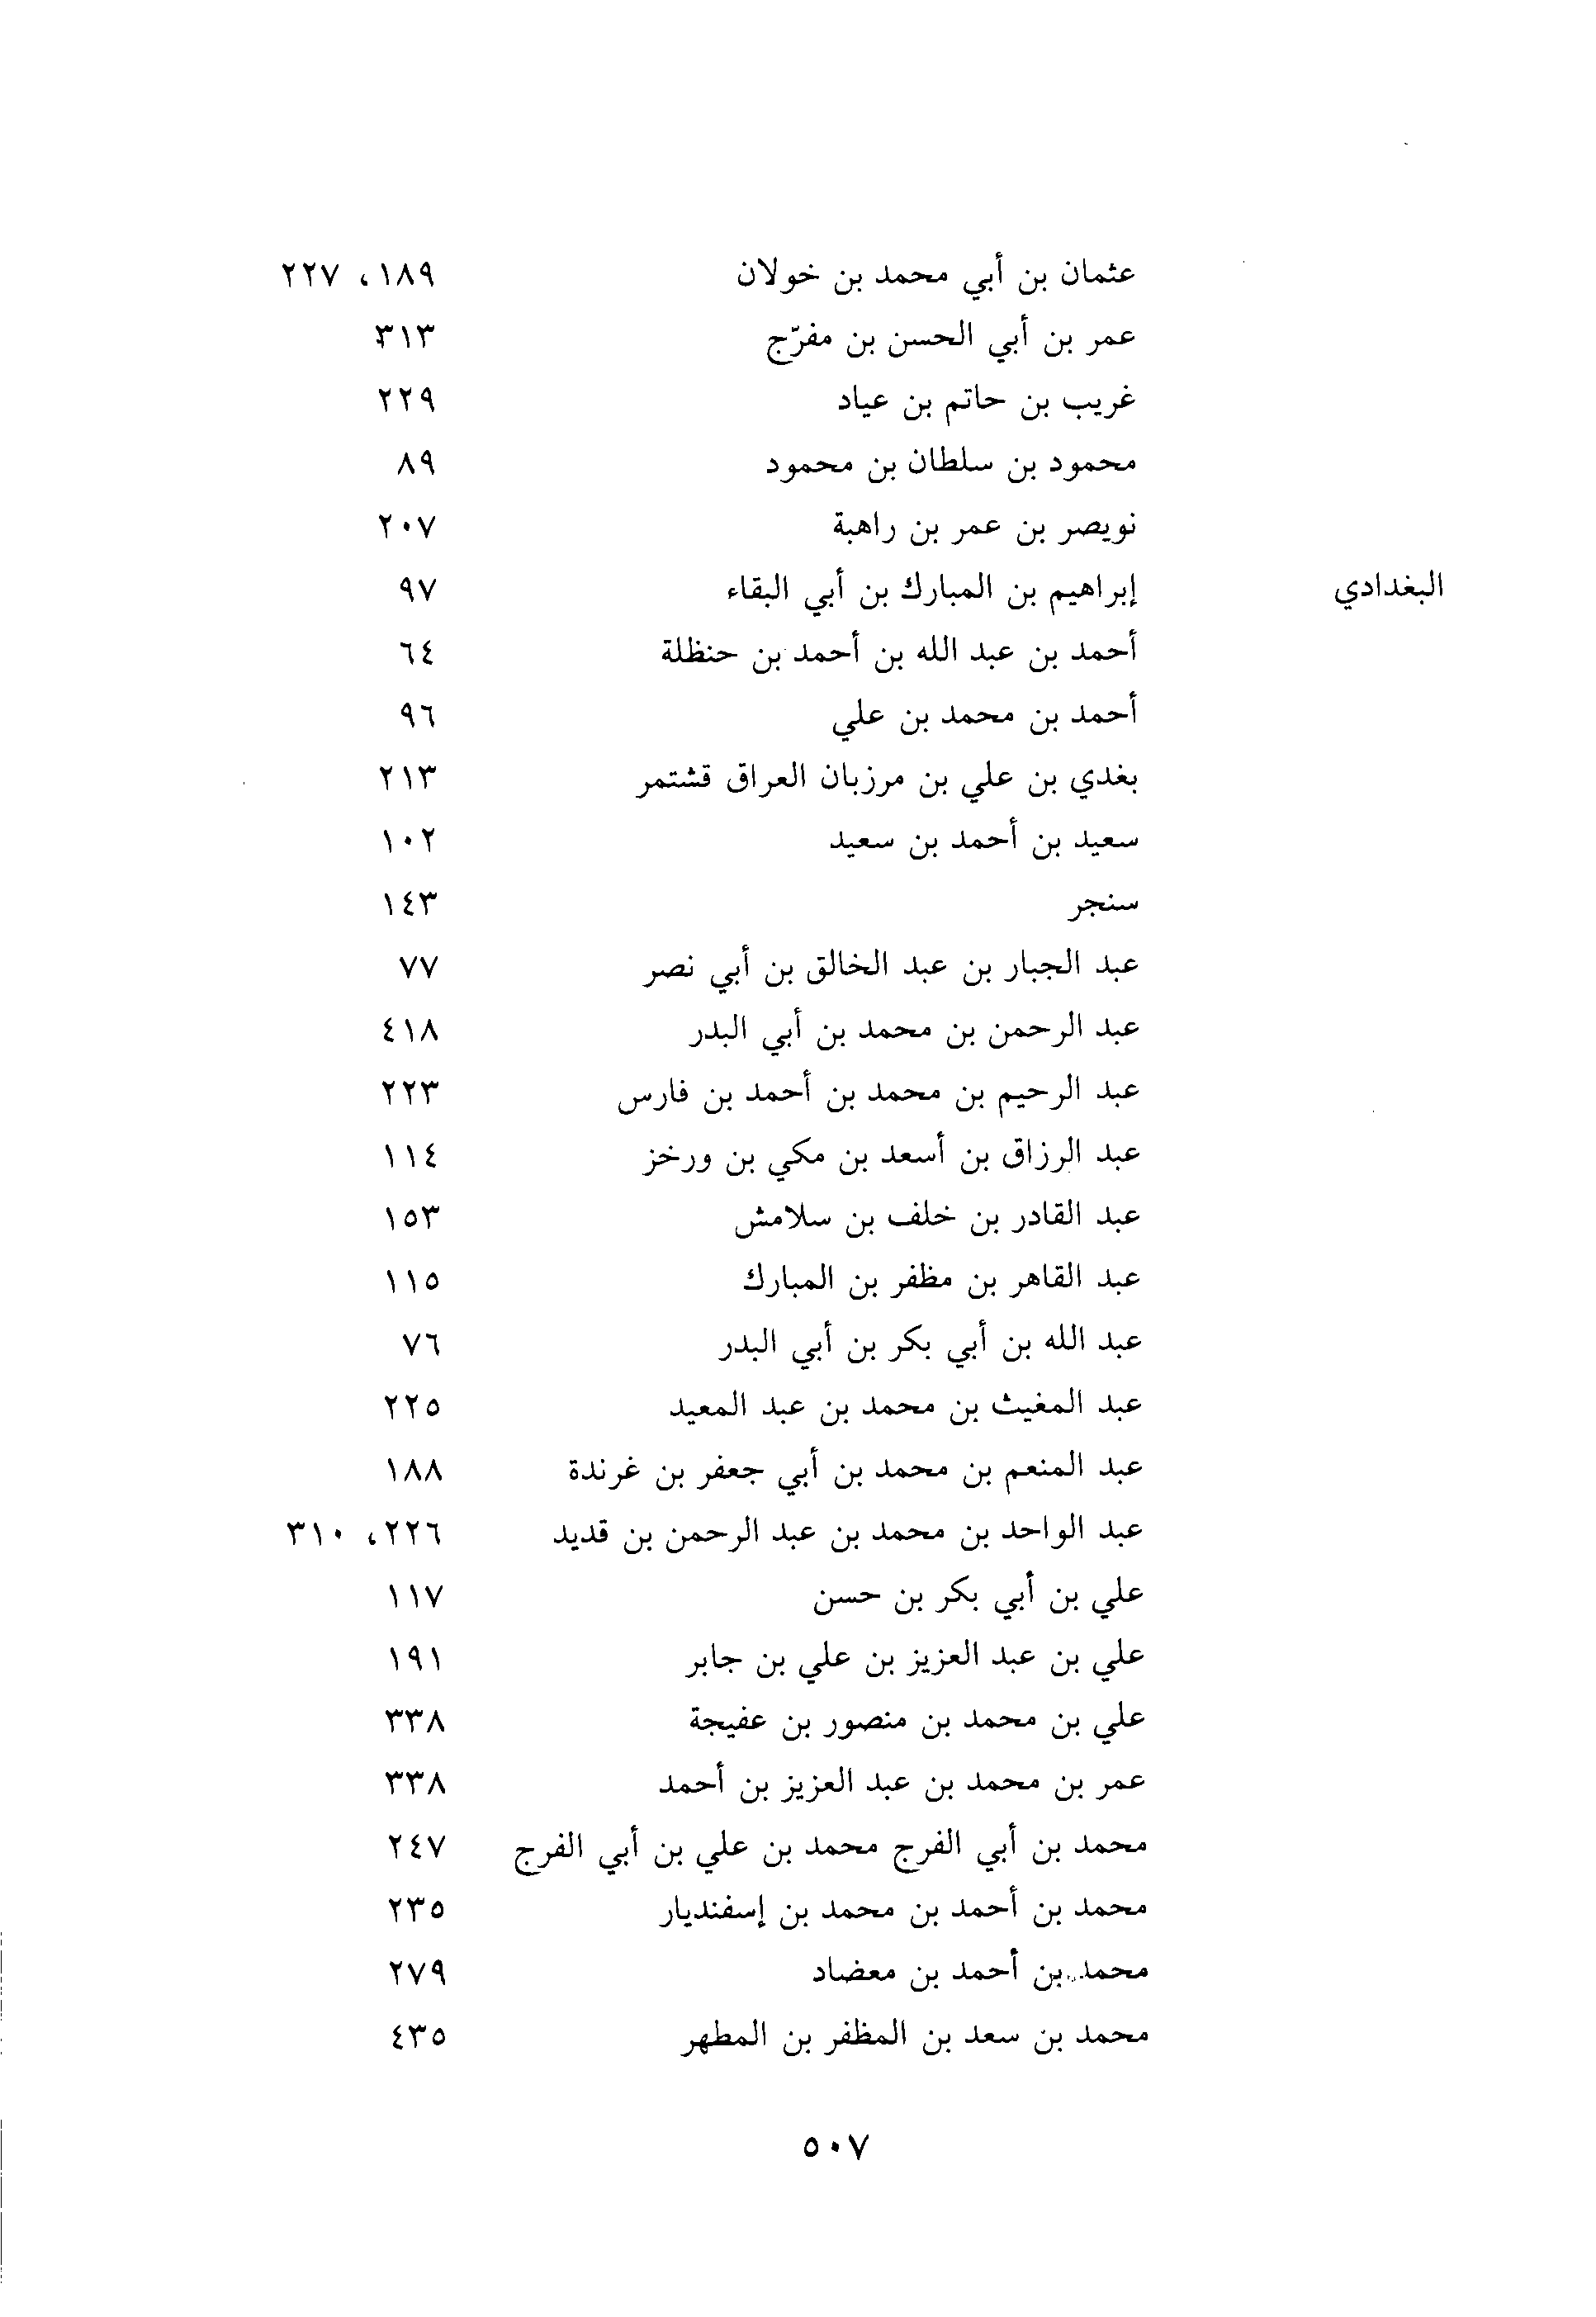 عثمان بن أبي محمد بن خولان ١٨٩، ٢٢٧
عمر بن أبي الحسن بن مفرّج ٣١٣
غريب بن حاتم بن عياد ٢٢٩
محمود بن سلطان بن محمود ٨٩
نويصر بن عمر بن راهبة ٢٠٧
البغدادي إبراهيم بن المبارك بن أبي البقاء ٩٧
أحمد بن عبد الله بن أحمد بن حنظلة ٦٤
أحمد بن محمد بن علي ٩٦
بغدي بن علي بن مرزبان العراق قشتمر ٢١٣
سعيد بن أحمد بن سعيد ١٠٢
سنجر ١٤٣
عبد الجبار بن عبد الخالق بن أبي نصر ٧٧
عبد الرحمن بن محمد بن أبي البدر ٤١٨
عبد الرحيم بن محمد بن أحمد بن فارس ٢٢٣
عبد الرزاق بن أسعد بن مكي بن ورخز ١١٤
عبد القادر بن خلف بن سلامش ١٥٣
عبد القاهر بن مظفر بن المبارك ١١٥
عبد الله بن أبي بكر بن أبي البدر ٧٦
عبد المغيث بن محمد بن عبد المعيد ٢٢٥
عبد المنعم بن محمد بن أبي جعفر بن غرندة ١٨٨
عبد الواحد بن محمد بن عبد الرحمن بن قديد ٢٢٦، ٣١٠
علي بن أبي بكر بن حسن ١١٧
علي بن عبد العزيز بن علي بن جابر ١٩١
علي بن محمد بن منصور بن عفيجة ٣٣٨
عمر بن محمد بن عبد العزيز بن أحمد ٣٣٨
محمد بن أبي الفرج محمد بن علي بن أبي الفرج ٢٤٧
محمد بن أحمد بن محمد بن إسفنديار ٢٣٥
محمد بن أحمد بن معضاد ٢٧٩
محمد بن سعد بن المظفر بن المطهر ٤٣٥
٥٠٧